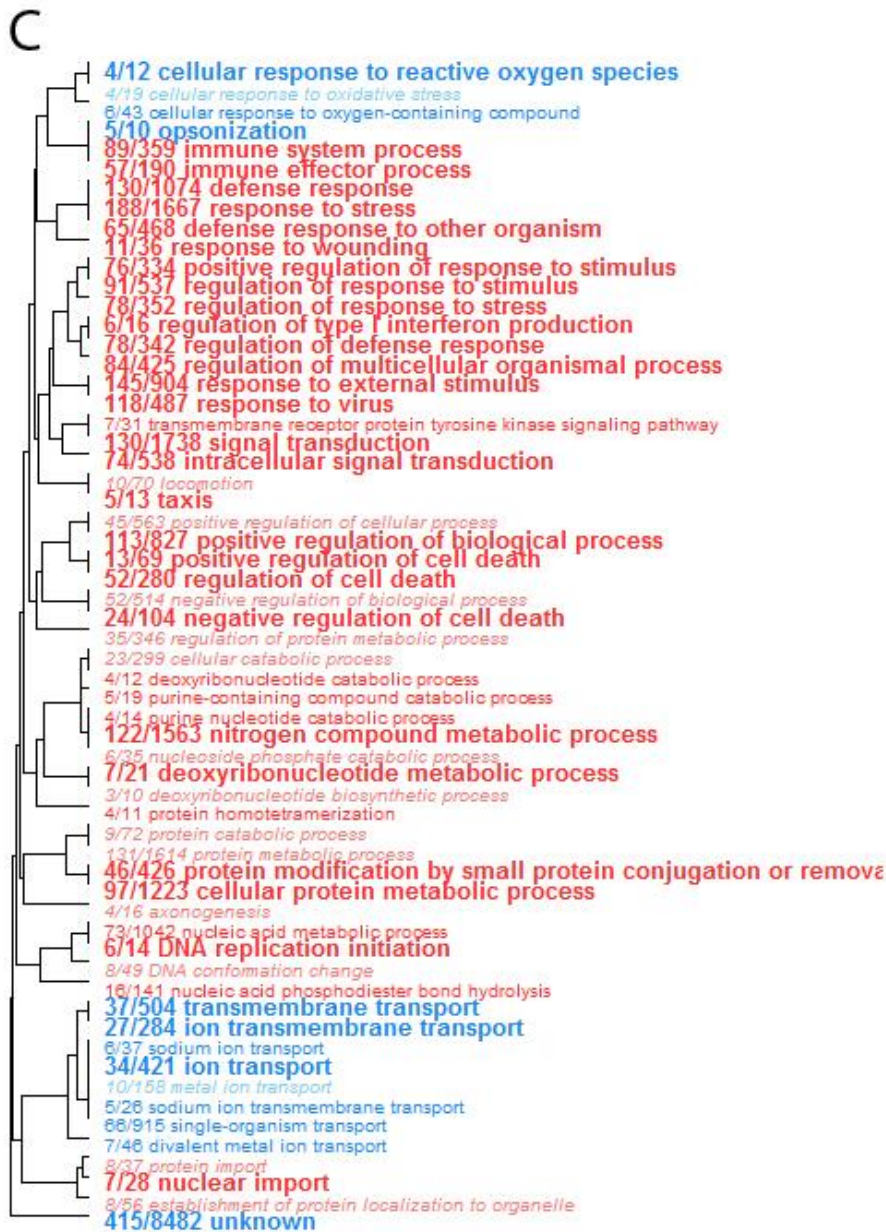 C
4/12 cellular response to reactive oxygen species
4/19 cellular response to oxidative stress
6/43 cellular response to oxygen-containing compound
5/10 opsonization
89/359 immune system process
57/190 immune effector process
130/1074 defense response
188/1667 response to stress
65/468 defense response to other organism
11/36 response to wounding
76/334 positive regulation of response to stimulus
91/537 regulation of response to stimulus
78/352 regulation of response to stress
6/16 regulation of type I interferon production
78/342 regulation of defense response
84/425 regulation of multicellular organismal process
145/904 response to external stimulus
118/487 response to virus
7/31 transmembrane receptor protein tyrosine kinase signaling pathway
130/1738 signal transduction
74/538 intracellular signal transduction
10/70 locomotion
5/13 taxis
45/563 positive regulation of cellular process
113/827 positive regulation of biological process
13/69 positive regulation of cell death
52/280 regulation of cell death
52/514 negative regulation of biological process
24/104 negative regulation of cell death
35/346 regulation of protein metabolic process
23/299 cellular catabolic process
4/12 deoxyribonucleotide catabolic process
5/19 purine-containing compound catabolic process
4/14 purine nucleotide catabolic process
122/1563 nitrogen compound metabolic process
6/35 nucleoside phosphate catabolic process
7/21 deoxyribonucleotide metabolic process
3/10 deoxyribonucleotide biosynthetic process
4/11 protein homotetramerization
9/72 protein catabolic process
131/1614 protein metabolic process
46/426 protein modification by small protein conjugation or remova
97/1223 cellular protein metabolic process
4/16 axonogenesis
73/1042 nucleic acid metabolic process
6/14 DNA replication initiation
8/49 DNA conformation change
16/141 nucleic acid phosphodiester bond hydrolysis
37/504 transmembrane transport
27/284 ion transmembrane transport
6/37 sodium ion transport
34/421 ion transport
10/158 metal ion transport
5/26 sodium ion transmembrane transport
66/915 single-organism transport
7/46 divalent metal ion transport
8/37 protein import
7/28 nuclear import
8/56 establishment of protein localization to organelle
415/8482 unknown